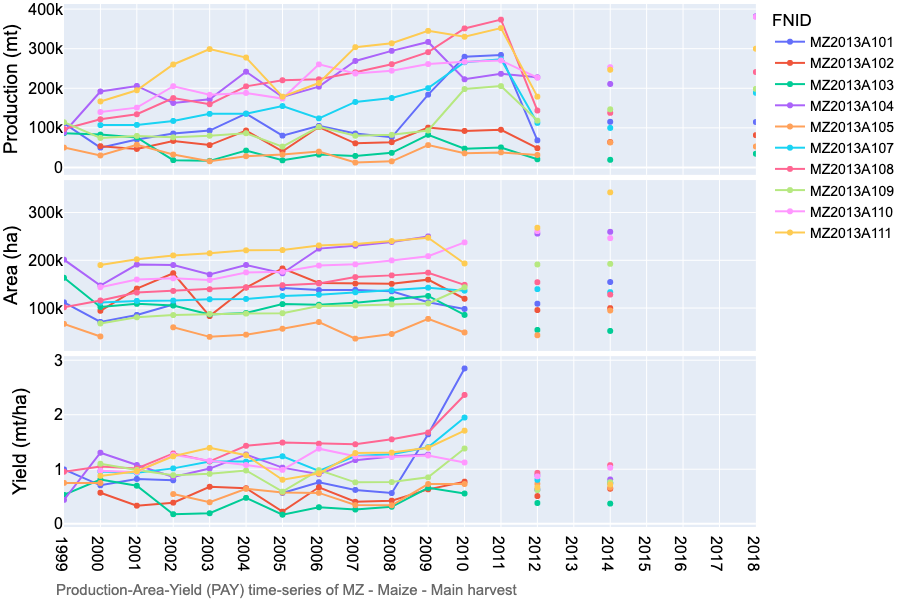 FNID
MZ2013A101
MZ2013A102
MZ2013A103
MZ2013A104
MZ2013A105
MZ2013A107
MZ2013A108
MZ2013A109
MZ2013A110
MZ2013A111
Production (mt)
400k
300k
200k
100k
0
Area (ha)
300k
200k
100k
Yield (mt/ha)
3
2
1
0
1999
2000
2001
2002
2003
2004
2005
2006
2007
2008
2009
2010
2011
2012
2013
2014
2015
2016
2017
2018
Production-Area-Yield (PAY) time-series of MZ - Maize - Main harvest